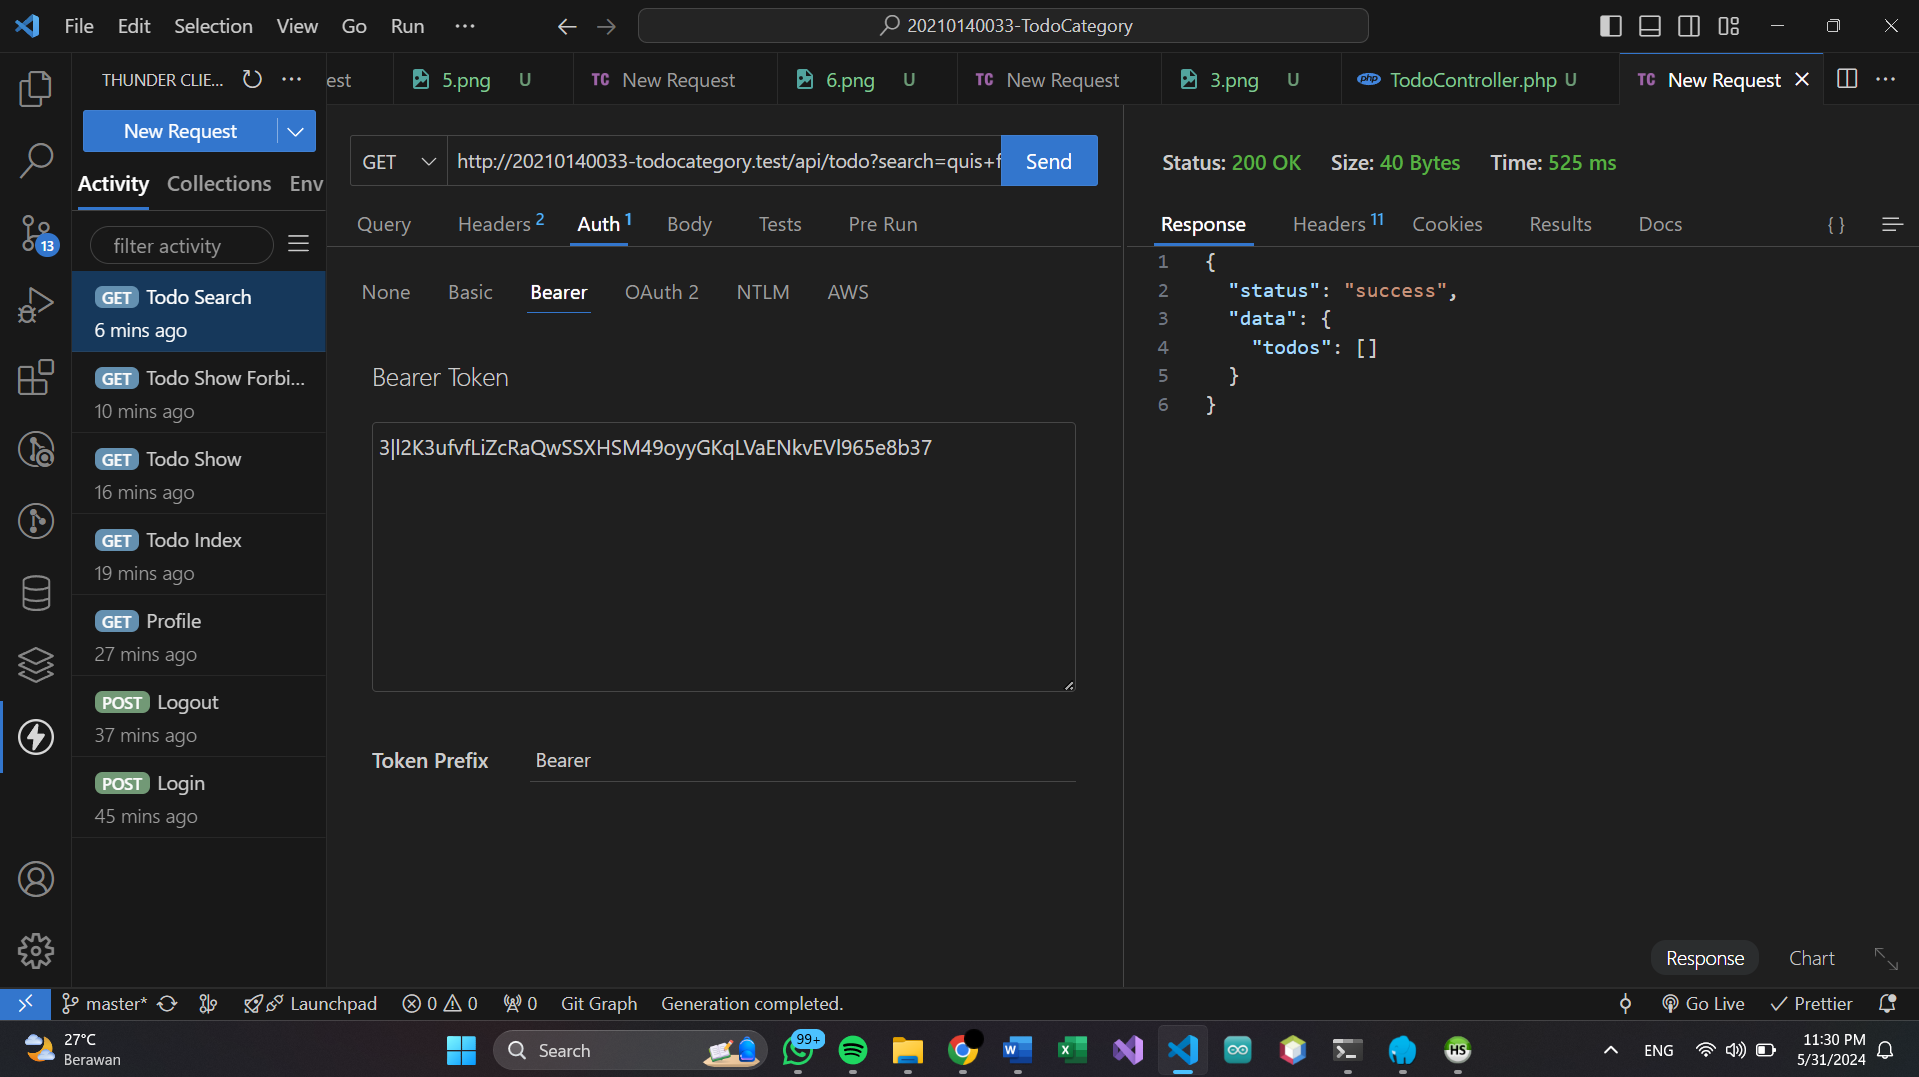 File Edit Selection View Go Run ···
20210140033-TodoCategory
THUNDER CLIE... ···
est
5.png U
TC New Request
6.png U
TC New Request
3.png U
php TodoController.php U
TC New Request
···
New Request
Activity Collections Env
filter activity
GET Todo Search
6 mins ago
GET Todo Show Forbi...
10 mins ago
GET Todo Show
16 mins ago
GET Todo Index
19 mins ago
GET Profile
27 mins ago
POST Logout
37 mins ago
POST Login
45 mins ago
13
GET
http://20210140033-todocategory.test/api/todo?search=quis+f
Send
Query Headers 2 Auth 1 Body Tests Pre Run
None Basic Bearer OAuth 2 NTLM AWS
Bearer Token
3|l2K3ufvfLiZcRaQwSSXHSM49oyyGKqLVaENkvEVl965e8b37
Token Prefix Bearer
Status: 200 OK Size: 40 Bytes Time: 525 ms
Response Headers 11 Cookies Results Docs { }
1 {
2 "status": "success",
3 "data": {
4 "todos": []
5 }
6 }
Response Chart
master* Launchpad 0 0 0 Git Graph Generation completed.
Go Live Prettier
27°C
Berawan
Search
99+
HS
ENG
11:30 PM
5/31/2024